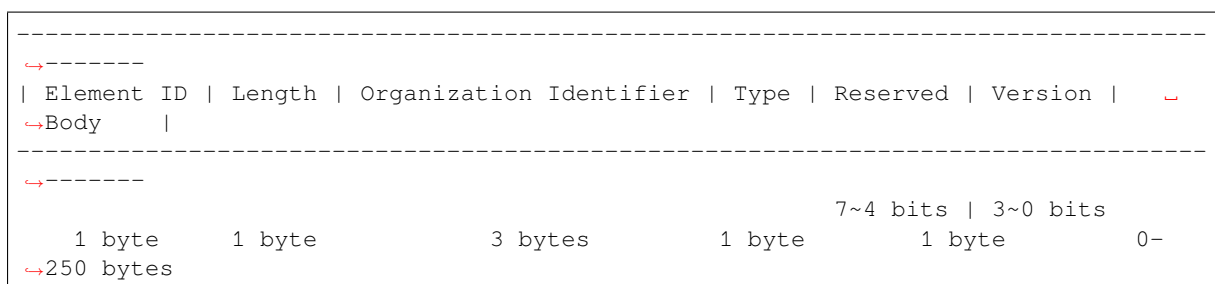 ------------------------------------------------------------------------------------
↪-------
| Element ID | Length | Organization Identifier | Type | Reserved | Version |   ␣
↪Body    |
------------------------------------------------------------------------------------
↪-------
                                                          7~4 bits | 3~0 bits
    1 byte     1 byte            3 bytes         1 byte        1 byte         0-
↪250 bytes